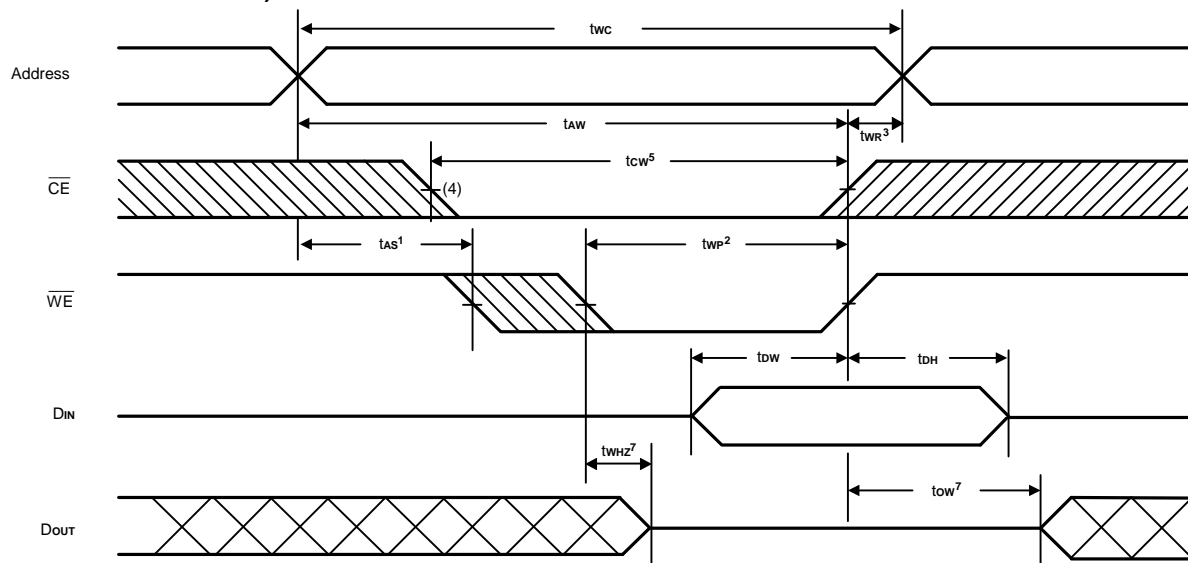 tWC
Address
tAW
tWR³
tCW⁵
CE
(4)
tAS¹
tWP²
WE
tDW
tDH
DIN
tWHZ⁷
tOW⁷
DOUT